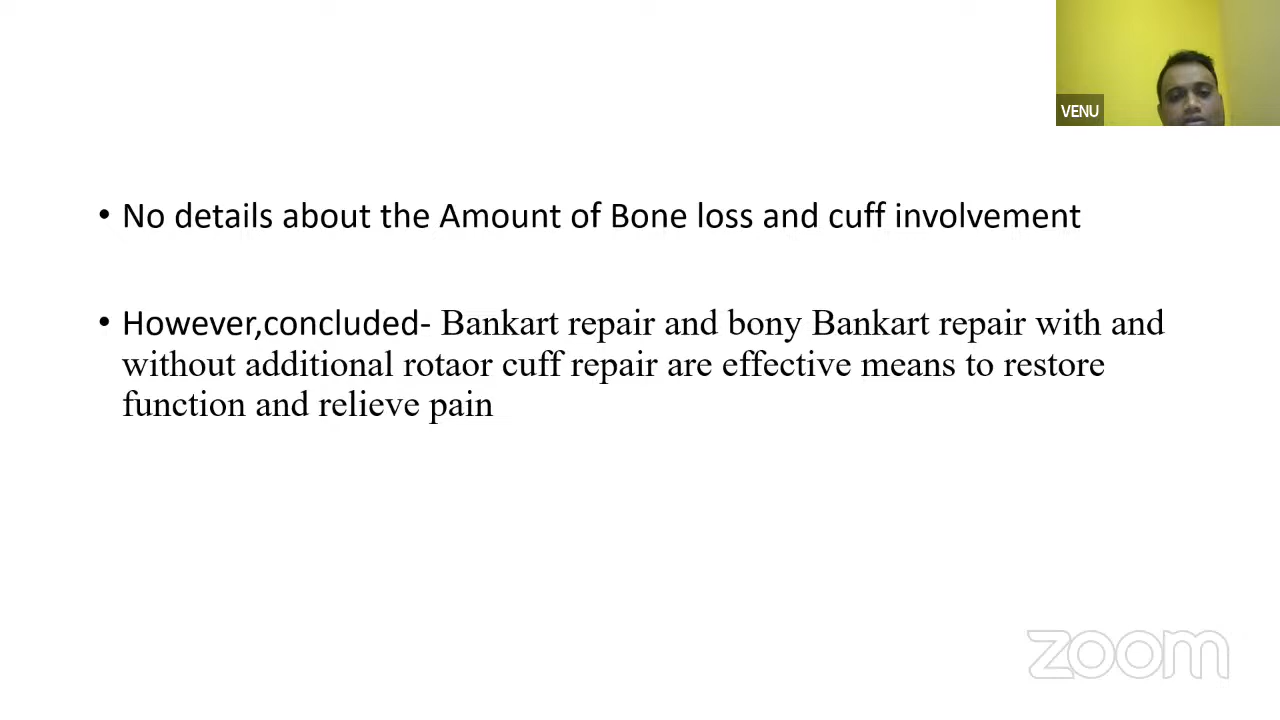 VENU
• No details about the Amount of Bone loss and cuff involvement
• However,concluded- Bankart repair and bony Bankart repair with and
without additional rotaor cuff repair are effective means to restore
function and relieve pain
zoom